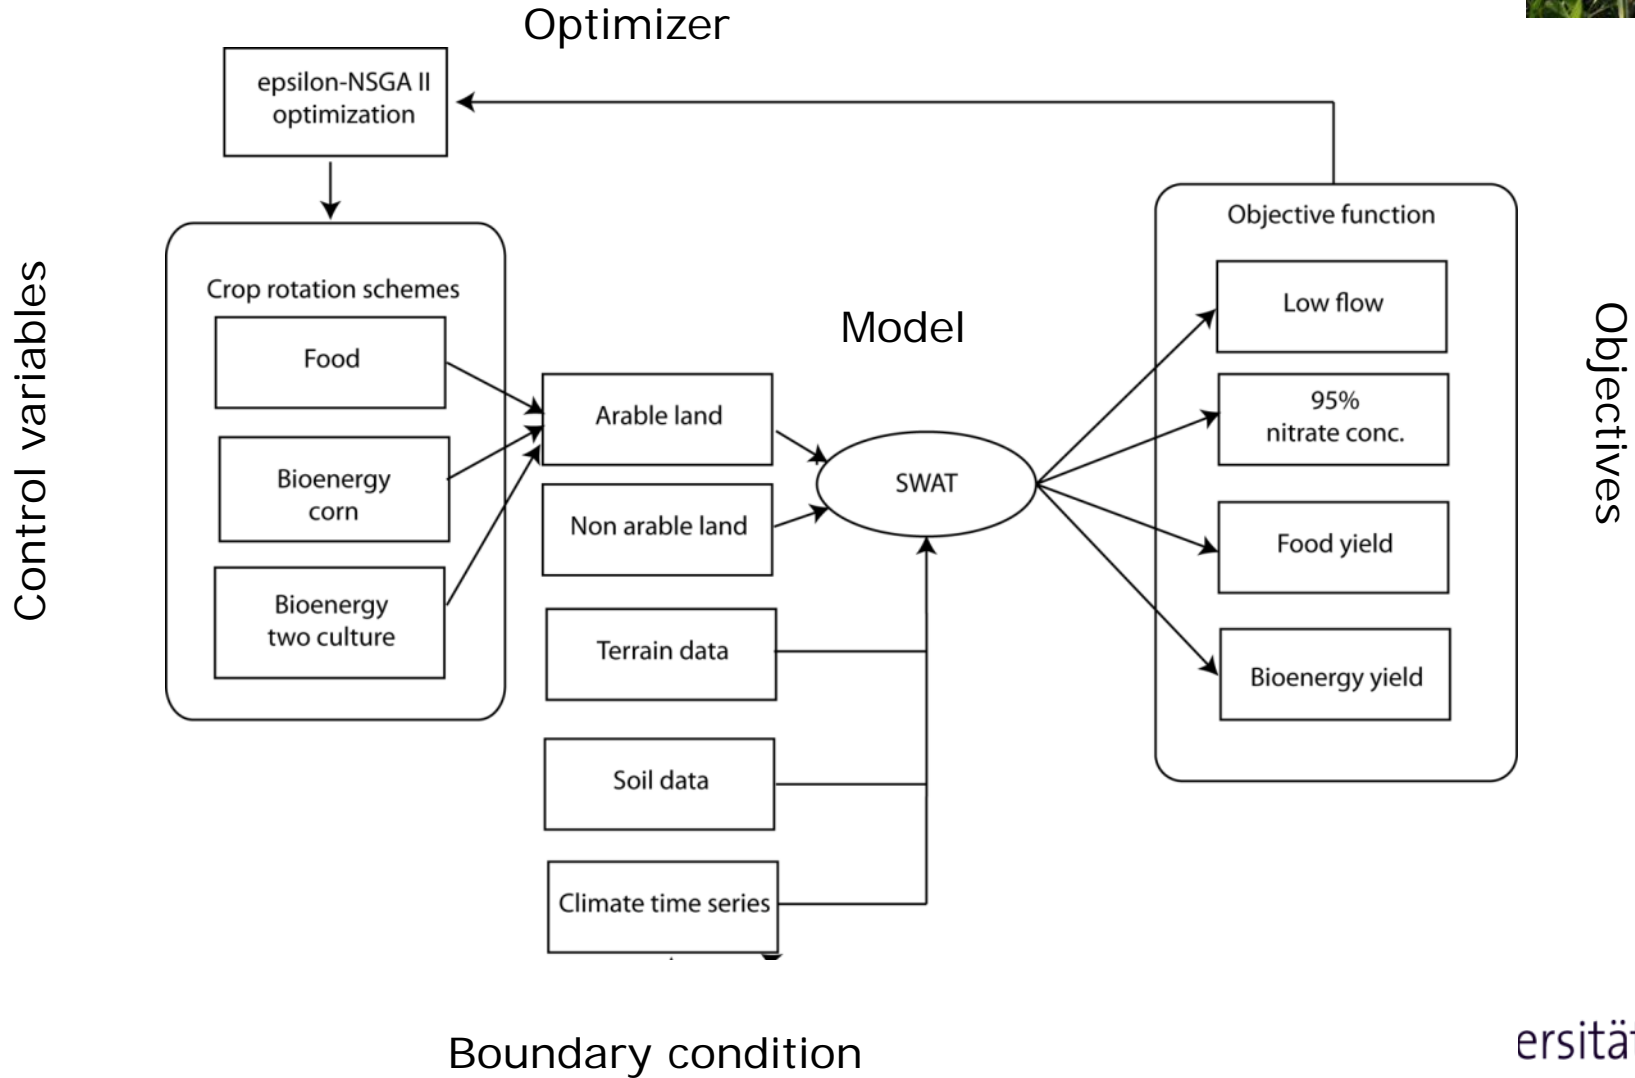 Optimizer
epsilon-NSGA II
optimization
Control variables
Crop rotation schemes
Food
Bioenergy
corn
Bioenergy
two culture
Arable land
Non arable land
Terrain data
Soil data
Climate time series
Model
SWAT
Objective function
Low flow
95%
nitrate conc.
Food yield
Bioenergy yield
Objectives
Boundary condition